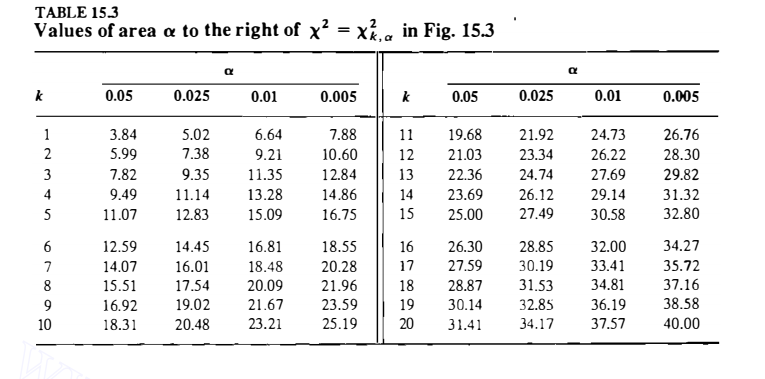 TABLE 15.3
Values of area α to the right of χ² = χ²k,α in Fig. 15.3
α α
k 0.05 0.025 0.01 0.005 k 0.05 0.025 0.01 0.005
1 3.84 5.02 6.64 7.88 11 19.68 21.92 24.73 26.76
2 5.99 7.38 9.21 10.60 12 21.03 23.34 26.22 28.30
3 7.82 9.35 11.35 12.84 13 22.36 24.74 27.69 29.82
4 9.49 11.14 13.28 14.86 14 23.69 26.12 29.14 31.32
5 11.07 12.83 15.09 16.75 15 25.00 27.49 30.58 32.80
6 12.59 14.45 16.81 18.55 16 26.30 28.85 32.00 34.27
7 14.07 16.01 18.48 20.28 17 27.59 30.19 33.41 35.72
8 15.51 17.54 20.09 21.96 18 28.87 31.53 34.81 37.16
9 16.92 19.02 21.67 23.59 19 30.14 32.85 36.19 38.58
10 18.31 20.48 23.21 25.19 20 31.41 34.17 37.57 40.00